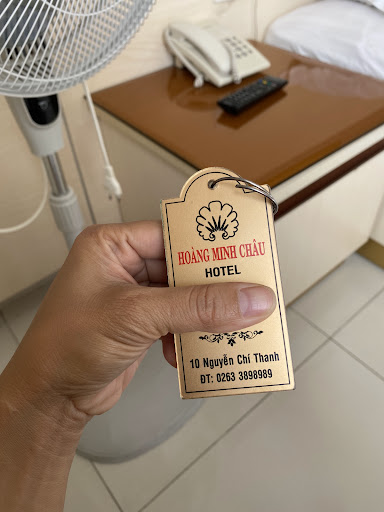 HOÀNG MINH CHÂU
HOTEL
10 Nguyễn Chí Thanh
ĐT: 0263 3898989